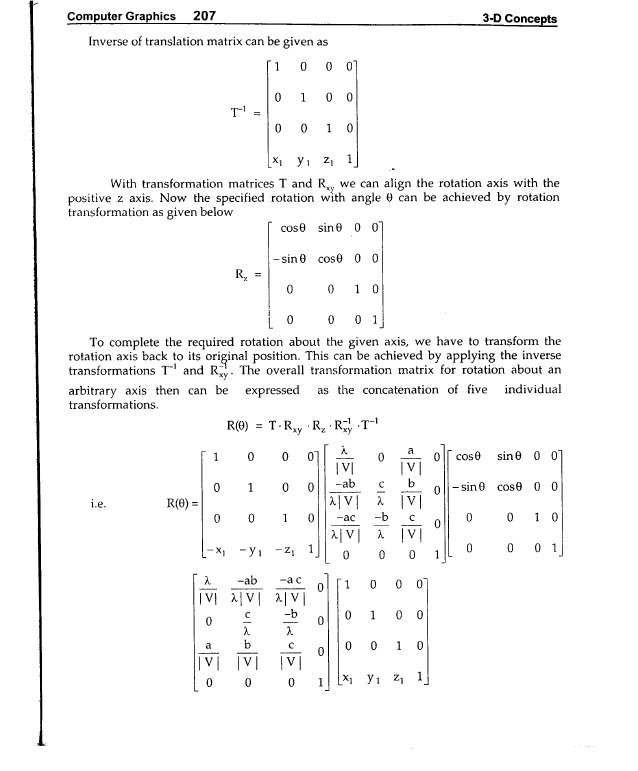 Computer Graphics 207 3-D Concepts
Inverse of translation matrix can be given as
T⁻¹ =
1 0 0 0
0 1 0 0
0 0 1 0
x₁ y₁ z₁ 1
With transformation matrices T and Rxy we can align the rotation axis with the
positive z axis. Now the specified rotation with angle θ can be achieved by rotation
transformation as given below
Rz =
cosθ sinθ 0 0
−sinθ cosθ 0 0
0 0 1 0
0 0 0 1
To complete the required rotation about the given axis, we have to transform the
rotation axis back to its original position. This can be achieved by applying the inverse
transformations T⁻¹ and Rxy⁻¹. The overall transformation matrix for rotation about an
arbitrary axis then can be expressed as the concatenation of five individual
transformations.
R(θ) = T · Rxy · Rz · Rxy⁻¹ · T⁻¹
i.e. R(θ) =
1 0 0 0
0 1 0 0
0 0 1 0
−x₁ −y₁ −z₁ 1
λ/|V| 0 a/|V| 0
−ab/λ|V| c/λ b/|V| 0
−ac/λ|V| −b/λ c/|V| 0
0 0 0 1
cosθ sinθ 0 0
−sinθ cosθ 0 0
0 0 1 0
0 0 0 1
λ/|V| −ab/λ|V| −ac/λ|V| 0
0 c/λ −b/λ 0
a/|V| b/|V| c/|V| 0
0 0 0 1
1 0 0 0
0 1 0 0
0 0 1 0
x₁ y₁ z₁ 1